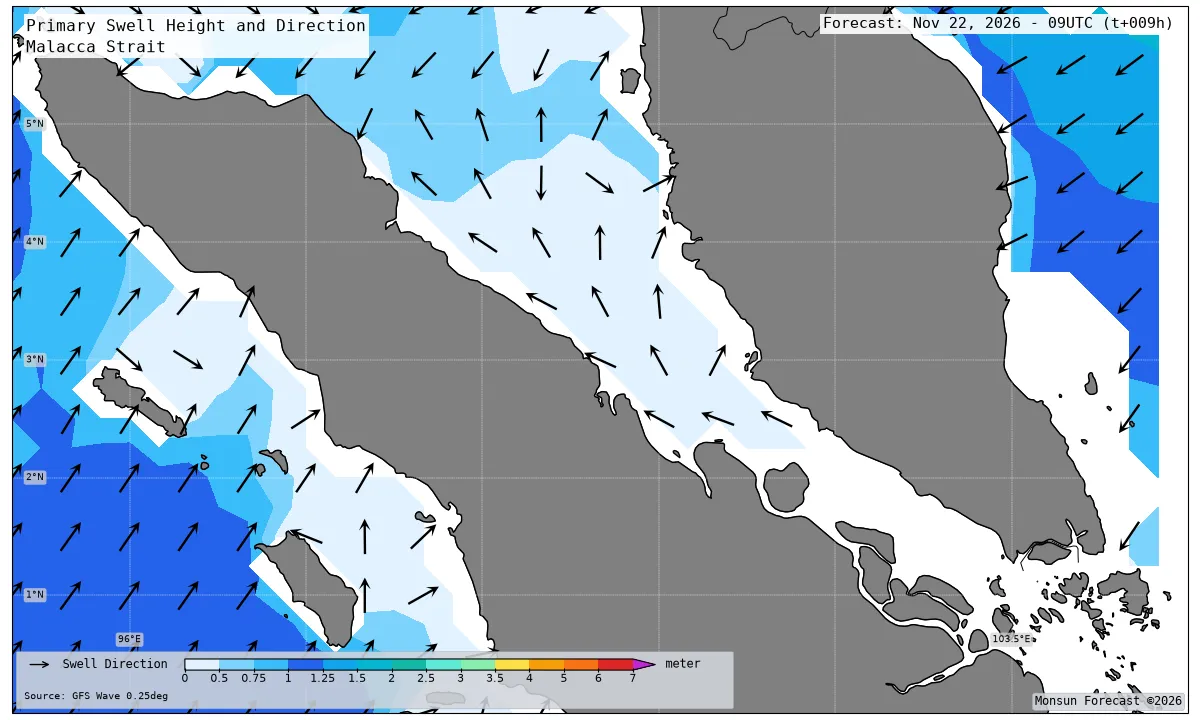 Primary Swell Height and Direction
Malacca Strait
Forecast: Nov 22, 2026 - 09UTC (t+009h)
5°N
4°N
3°N
2°N
1°N
96°E
103.5°E
Swell Direction
meter
0 0.5 0.75 1 1.25 1.5 2 2.5 3 3.5 4 5 6 7
Source: GFS Wave 0.25deg
Monsun Forecast ©2026